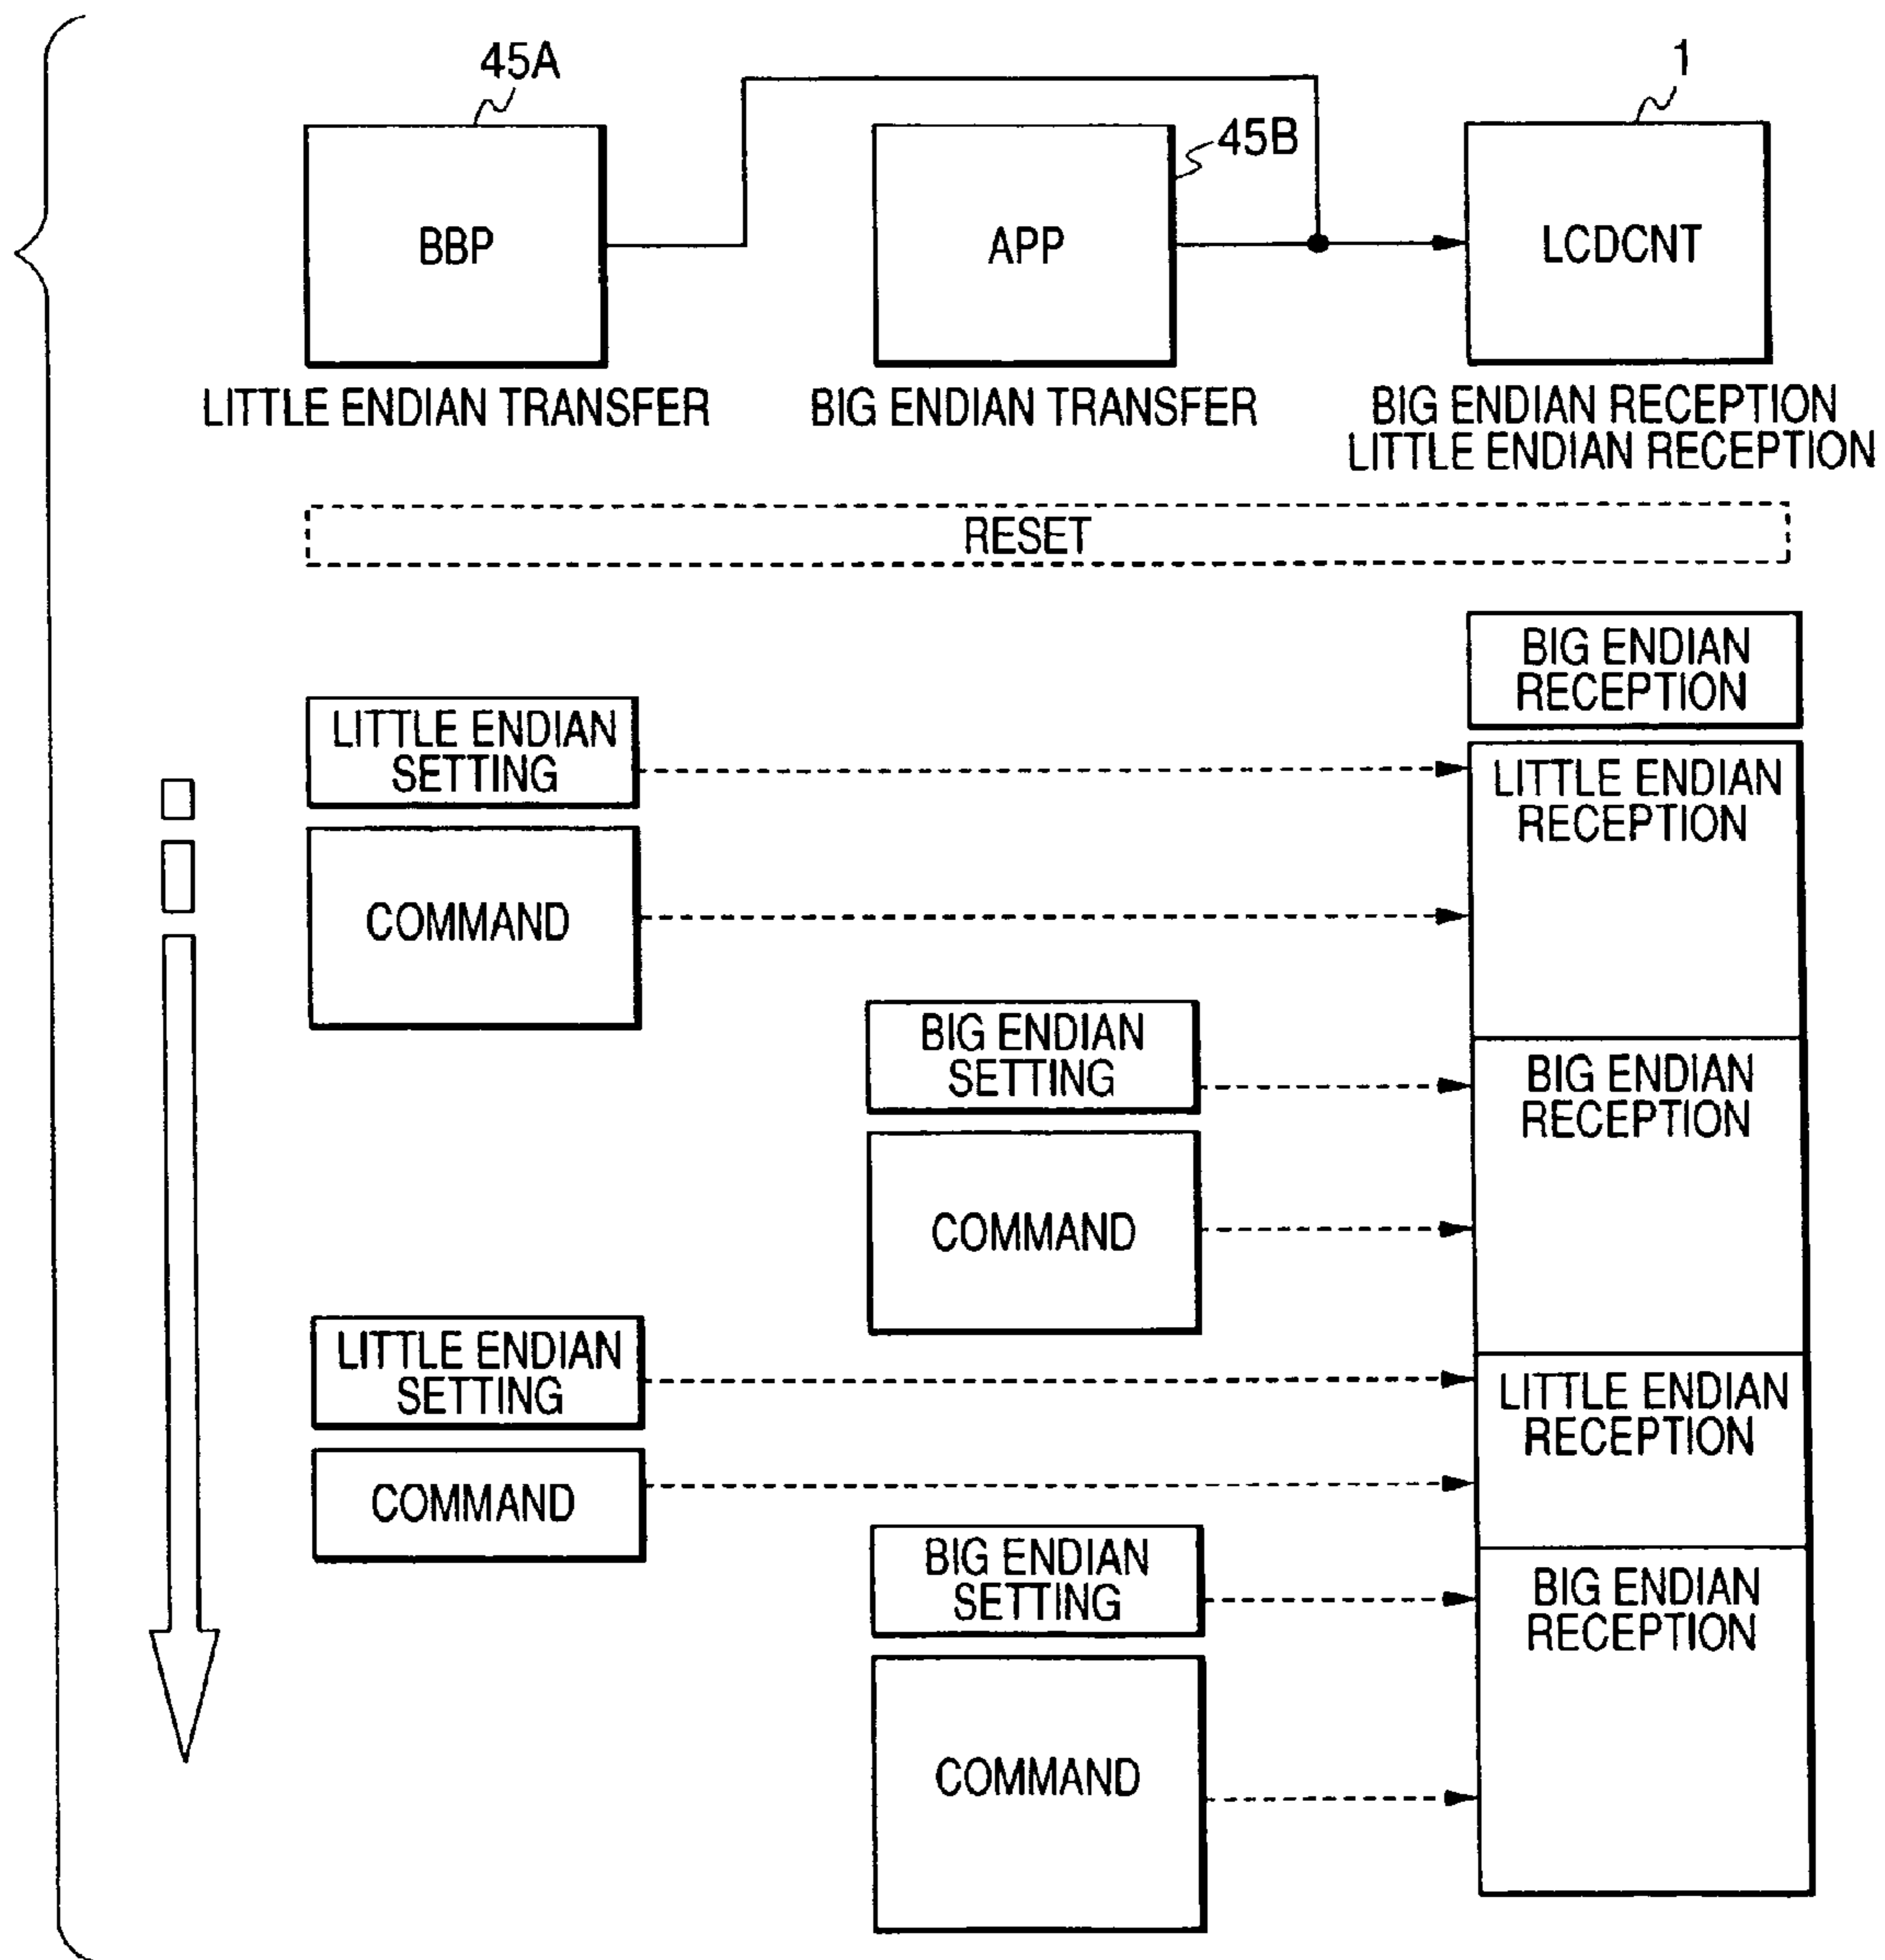 45A
1
45B
BBP
APP
LCDCNT
LITTLE ENDIAN TRANSFER
BIG ENDIAN TRANSFER
BIG ENDIAN RECEPTION
LITTLE ENDIAN RECEPTION
RESET
BIG ENDIAN
RECEPTION
LITTLE ENDIAN
SETTING
LITTLE ENDIAN
RECEPTION
COMMAND
BIG ENDIAN
SETTING
BIG ENDIAN
RECEPTION
COMMAND
LITTLE ENDIAN
SETTING
LITTLE ENDIAN
RECEPTION
COMMAND
BIG ENDIAN
SETTING
BIG ENDIAN
RECEPTION
COMMAND